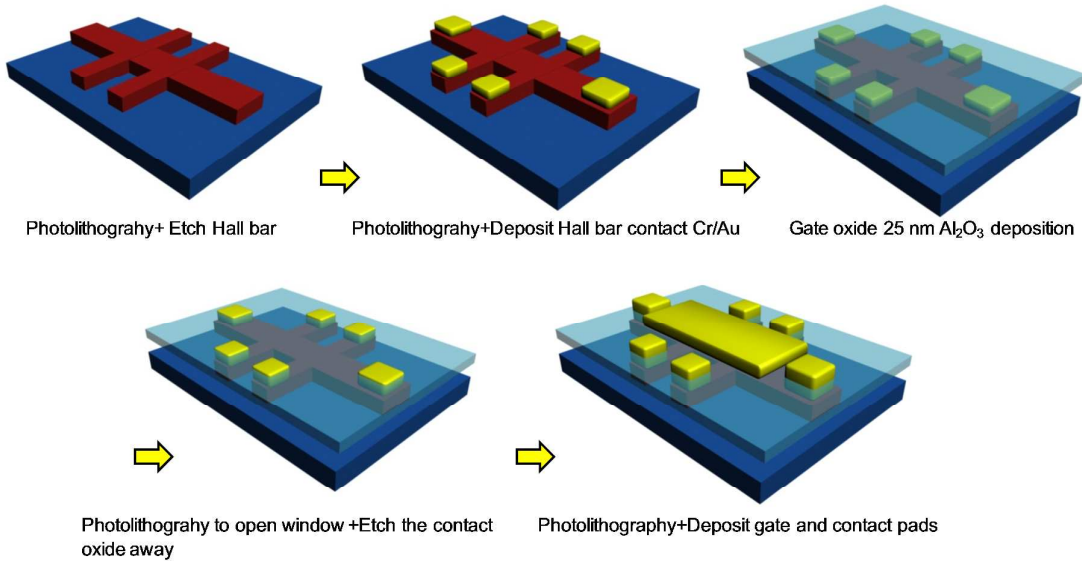 Photolithograhy+ Etch Hall bar
Photolithograhy+Deposit Hall bar contact Cr/Au
Gate oxide 25 nm Al₂O₃ deposition
Photolithograhy to open window +Etch the contact
oxide away
Photolithography+Deposit gate and contact pads